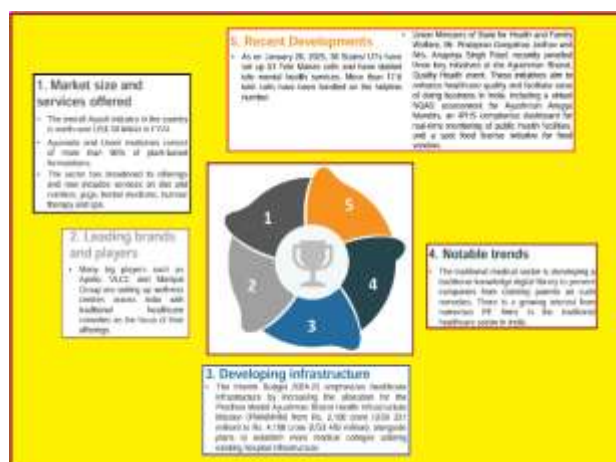 1. Market size and
services offered
• The overall Ayush industry in the country
is worth over US$ in FY24
• Ayurveda and Unani medicines consist
of more than 90% of plant-based
formulations.
• The sector has broadened its offerings
and now includes services on diet and
nutrition, yoga, herbal medicine, humour
therapy and spa.
2. Leading brands
and players
• Many big players such as
Apollo, VLCC and Manipal
Group are setting up wellness
centres across India with
traditional healthcare
remedies as the focus of their
offerings.
3. Developing infrastructure
• The Interim Budget 2024-25 emphasises healthcare
infrastructure by increasing the allocation for the
Pradhan Mantri Ayushman Bharat Health Infrastructure
Mission from Rs. 2,100 crore (US$
million) to Rs. crore (US$ million), alongside
plans to establish more medical colleges utilising
existing hospital infrastructure
4. Notable trends
• The traditional medical sector is developing a
traditional knowledge digital library to prevent
companies from claiming patents on such
remedies. There is a growing interest from
numerous PE firms in the traditional
healthcare sector in India.
5. Recent Developments
• As on January 2025, 36 States/ UTs have
set up 53 Tele Manas cells and have started
tele mental health services. More than
lakh calls have been handled on the helpline
number.
• Union Ministers of State for Health and Family
Welfare, Mr. Prataprao Ganpatrao Jadhav and
Mrs. Anupriya Singh Patel, recently unveiled
three key initiatives at the Ayushman Bharat,
Quality Health event. These initiatives aim to
enhance healthcare quality and facilitate ease
of doing business in India, including a virtual
NQAS assessment for Ayushman Arogya
Mandirs, an IPHS compliance dashboard for
real-time monitoring of public health facilities,
and a spot food license initiative for food
vendors.
1
2
3
4
5